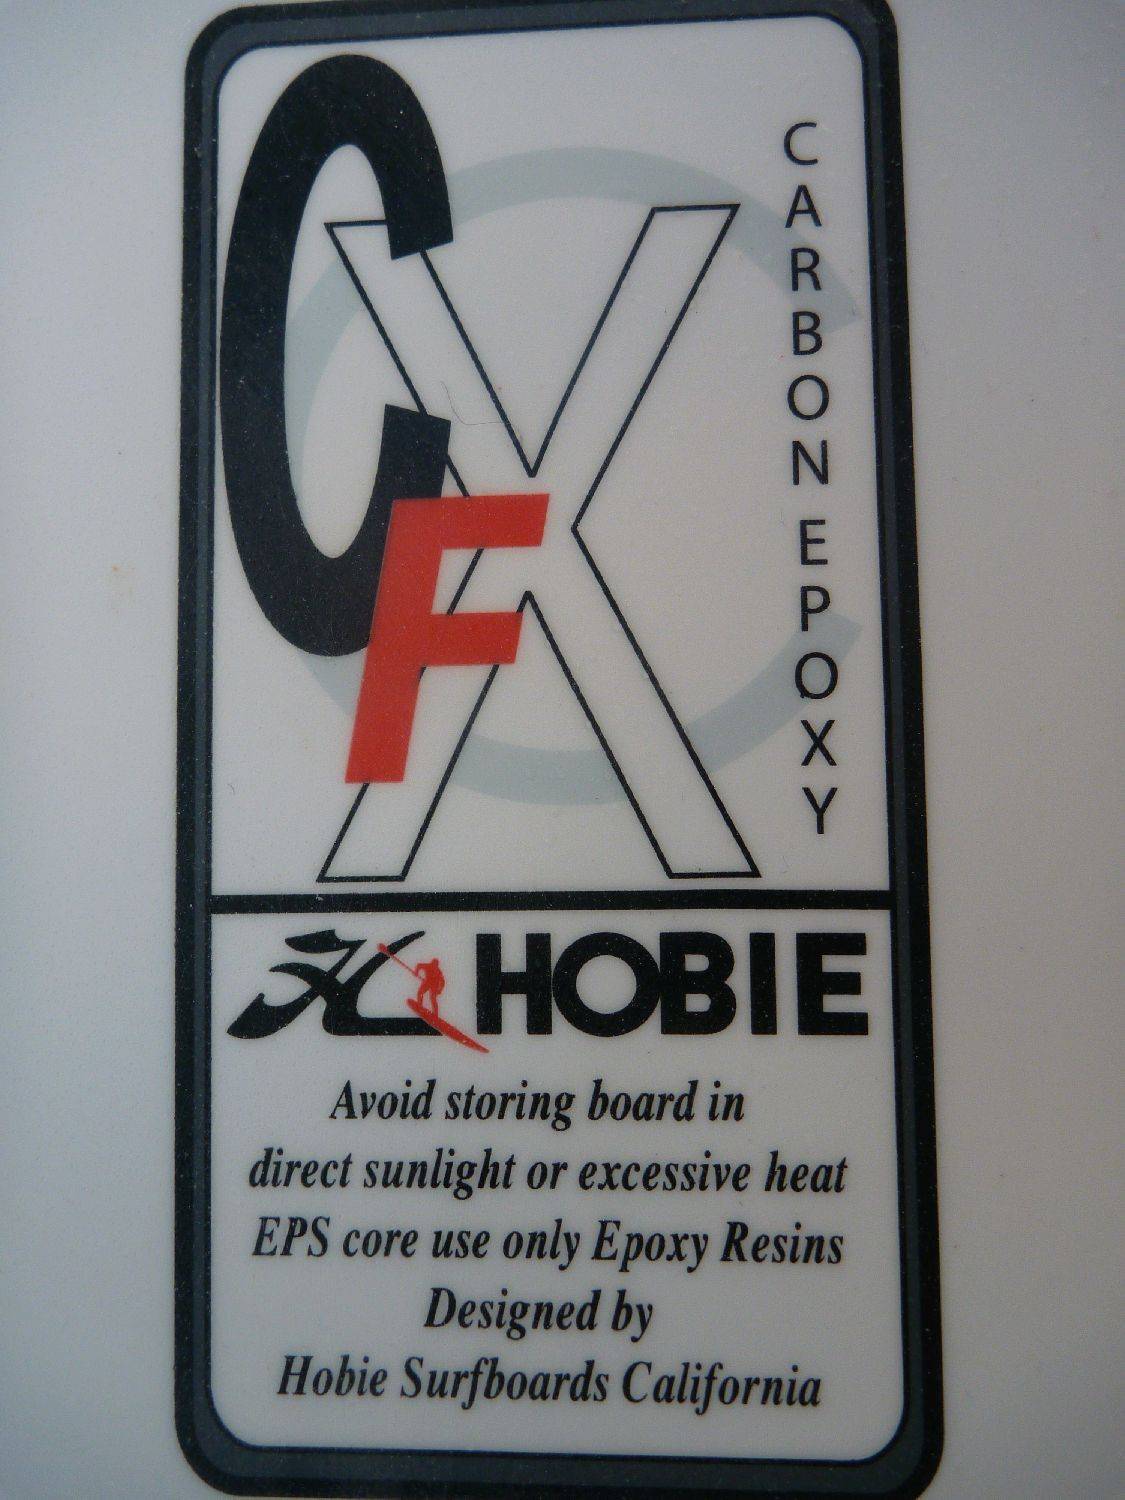 CFX
CARBON EPOXY
HOBIE
Avoid storing board in
direct sunlight or excessive heat
EPS core use only Epoxy Resins
Designed by
Hobie Surfboards California